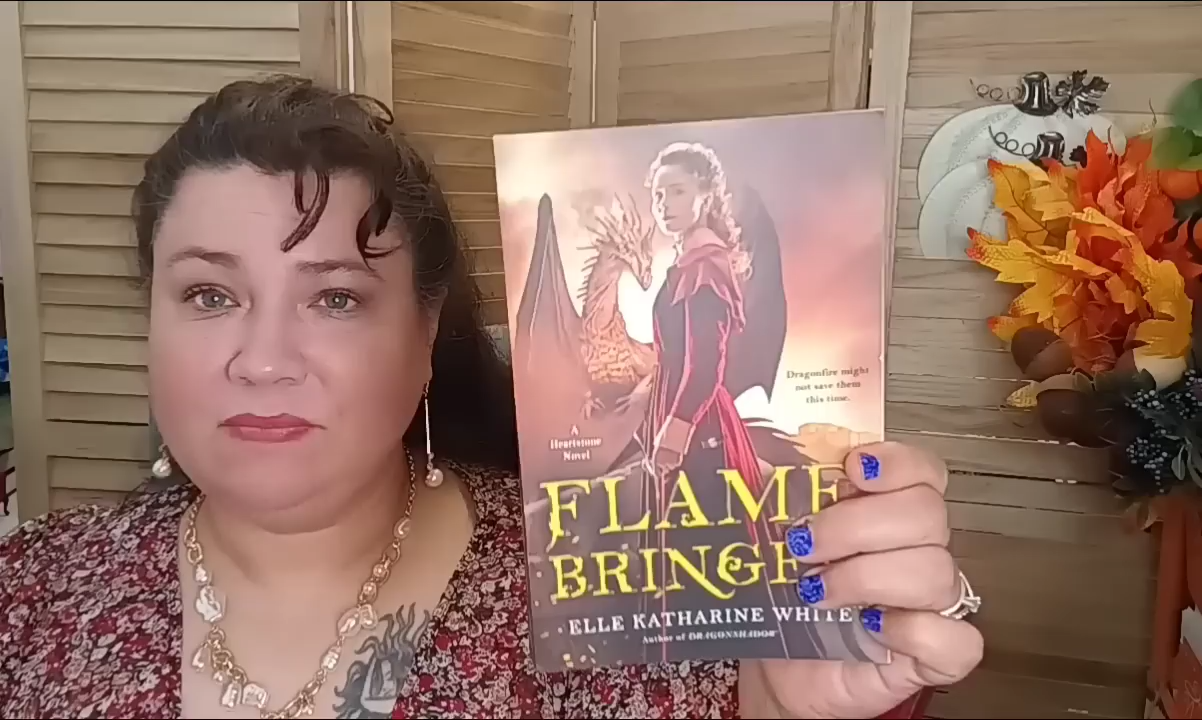 Dragonfire might
not save them
this time.
A
Heartstone
Novel
FLAME
BRINGE
ELLE KATHARINE WHITE
Author of DRAGONSHADOW